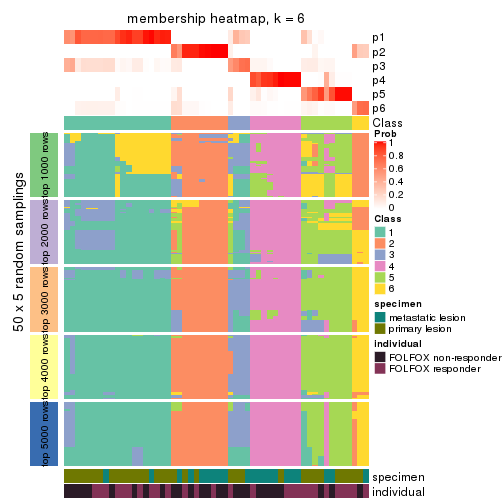 membership heatmap, k = 6
p1
p2
p3
p4
p5
p6
Class
Prob
1
0.8
0.6
0.4
0.2
0
Class
1
2
3
4
5
6
specimen
metastatic lesion
primary lesion
individual
FOLFOX non-responder
FOLFOX responder
50 x 5 random samplings
top 1000 rows
top 2000 rows
top 3000 rows
top 4000 rows
top 5000 rows
specimen
individual